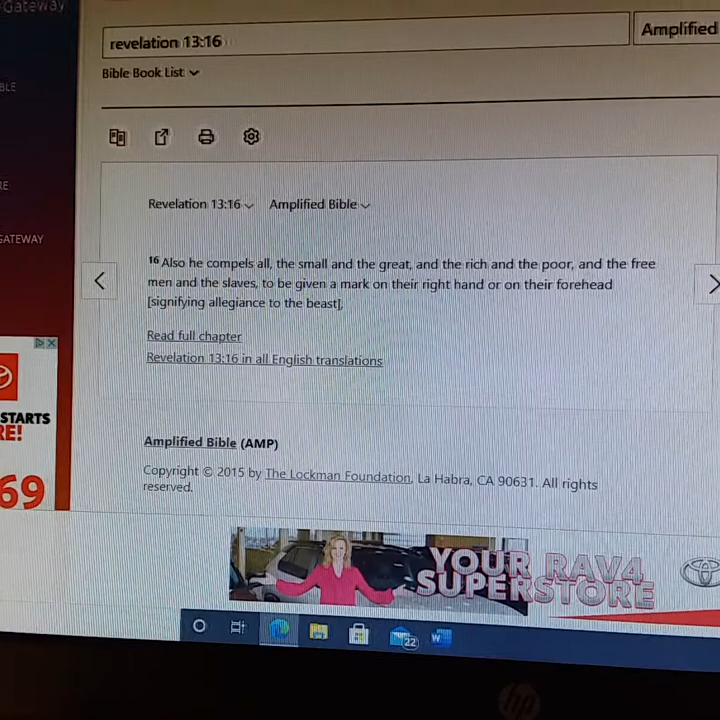 Gateway
revelation 13:16
Amplified
Bible Book List
BLE
RE
GATEWAY
Revelation 13:16 Amplified Bible
16 Also he compels all, the small and the great, and the rich and the poor, and the free
men and the slaves, to be given a mark on their right hand or on their forehead
[signifying allegiance to the beast],
Read full chapter
Revelation 13:16 in all English translations
STARTS
RE!
69
Amplified Bible (AMP)
Copyright © 2015 by The Lockman Foundation, La Habra, CA 90631. All rights
reserved.
YOUR RAV4
SUPERSTORE
22
W
hp